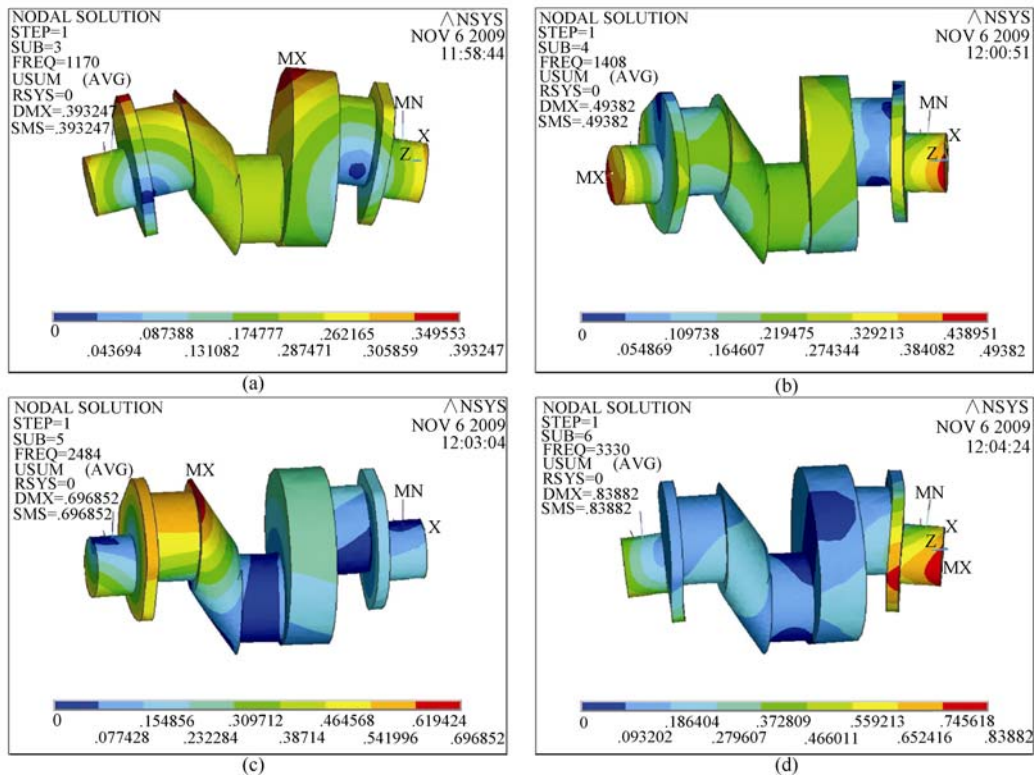 NODAL SOLUTION
STEP=1
SUB=3
FREQ=1170
USUM (AVG)
RSYS=0
DMX=.393247
SMS=.393247
ΛNSYS
NOV 6 2009
11:58:44
MX
MN
X
Z
0 .087388 .174777 .262165 .349553
.043694 .131082 .287471 .305859 .393247
(a)
NODAL SOLUTION
STEP=1
SUB=4
FREQ=1408
USUM (AVG)
RSYS=0
DMX=.49382
SMS=.49382
ΛNSYS
NOV 6 2009
12:00:51
MN
X
Z
MX
0 .109738 .219475 .329213 .438951
.054869 .164607 .274344 .384082 .49382
(b)
NODAL SOLUTION
STEP=1
SUB=5
FREQ=2484
USUM (AVG)
RSYS=0
DMX=.696852
SMS=.696852
ΛNSYS
NOV 6 2009
12:03:04
MX
MN
X
0 .154856 .309712 .464568 .619424
.077428 .232284 .38714 .541996 .696852
(c)
NODAL SOLUTION
STEP=1
SUB=6
FREQ=3330
USUM (AVG)
RSYS=0
DMX=.83882
SMS=.83882
ΛNSYS
NOV 6 2009
12:04:24
MN
X
Z
MX
0 .186404 .372809 .559213 .745618
.093202 .279607 .466011 .652416 .83882
(d)